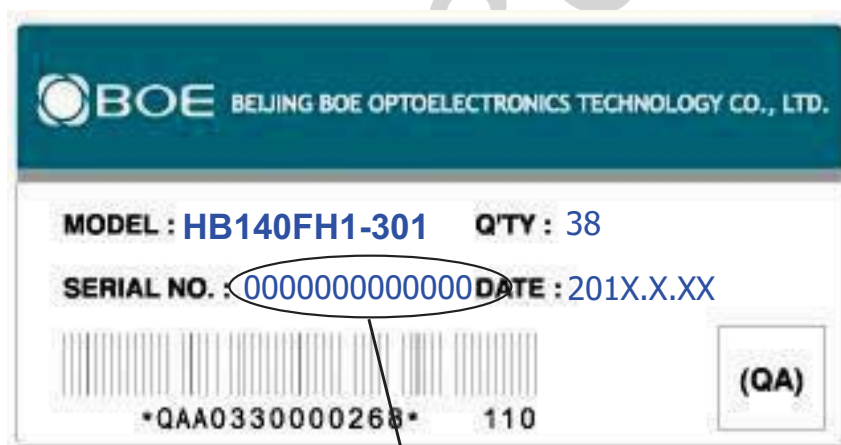 BOE BEIJING BOE OPTOELECTRONICS TECHNOLOGY CO., LTD.
MODEL : HB140FH1-301 Q'TY : 38
SERIAL NO. : 0000000000000 DATE : 201X.X.XX
(QA)
*QAA0330000268* 110